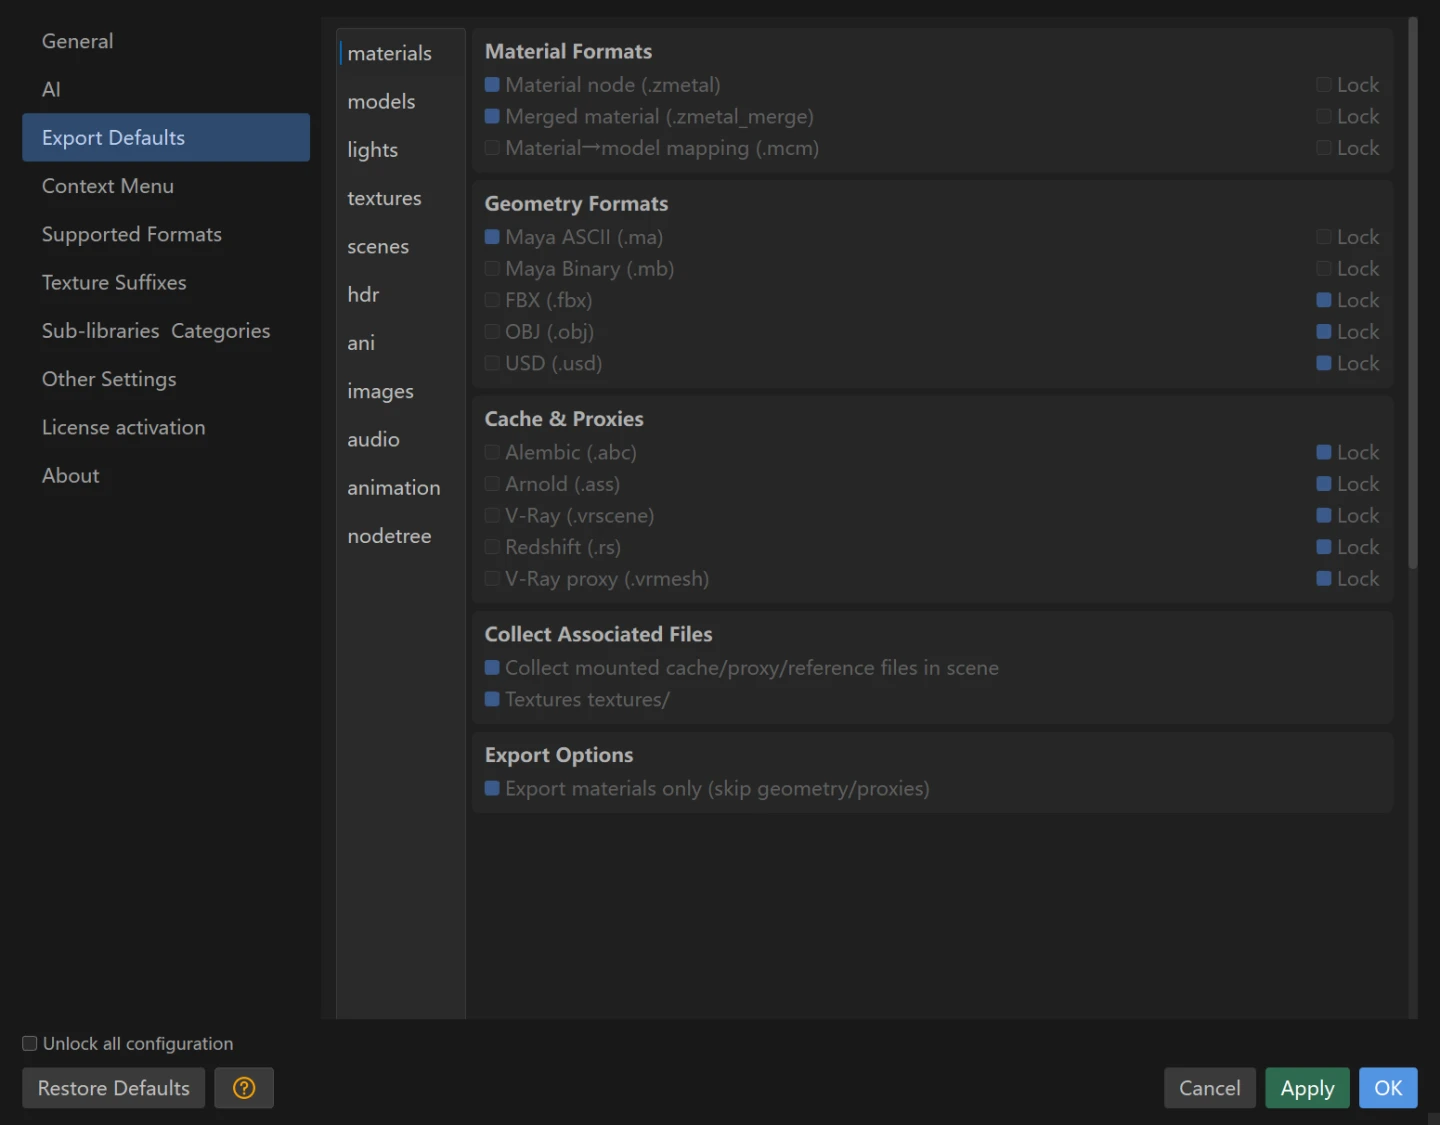 General
AI
Export Defaults
Context Menu
Supported Formats
Texture Suffixes
Sub-libraries  Categories
Other Settings
License activation
About
materials
models
lights
textures
scenes
hdr
ani
images
audio
animation
nodetree
Material Formats
Material node (.zmetal) Lock
Merged material (.zmetal_merge) Lock
Material→model mapping (.mcm) Lock
Geometry Formats
Maya ASCII (.ma) Lock
Maya Binary (.mb) Lock
FBX (.fbx) Lock
OBJ (.obj) Lock
USD (.usd) Lock
Cache & Proxies
Alembic (.abc) Lock
Arnold (.ass) Lock
V-Ray (.vrscene) Lock
Redshift (.rs) Lock
V-Ray proxy (.vrmesh) Lock
Collect Associated Files
Collect mounted cache/proxy/reference files in scene
Textures textures/
Export Options
Export materials only (skip geometry/proxies)
Unlock all configuration
Restore Defaults ? Cancel Apply OK